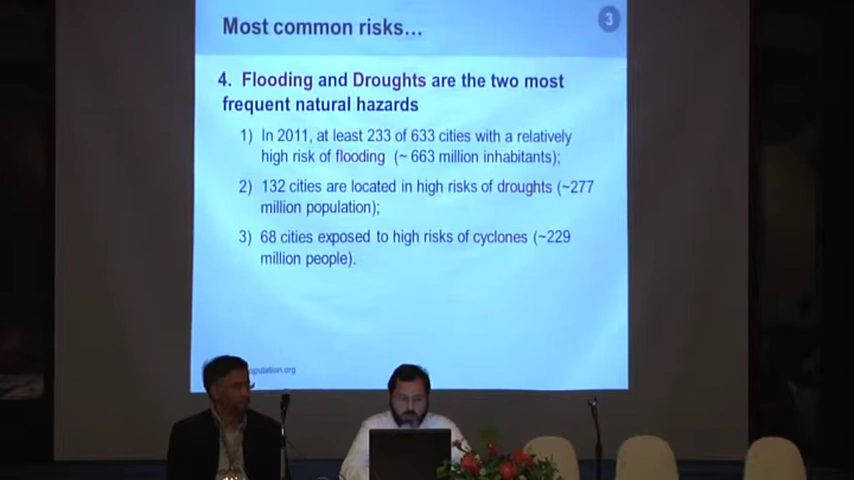 Most common risks...
3
4. Flooding and Droughts are the two most
frequent natural hazards
1) In 2011, at least 233 of 633 cities with a relatively
high risk of flooding (~ 663 million inhabitants);
2) 132 cities are located in high risks of droughts (~277
million population);
3) 68 cities exposed to high risks of cyclones (~229
million people).
opulation.org